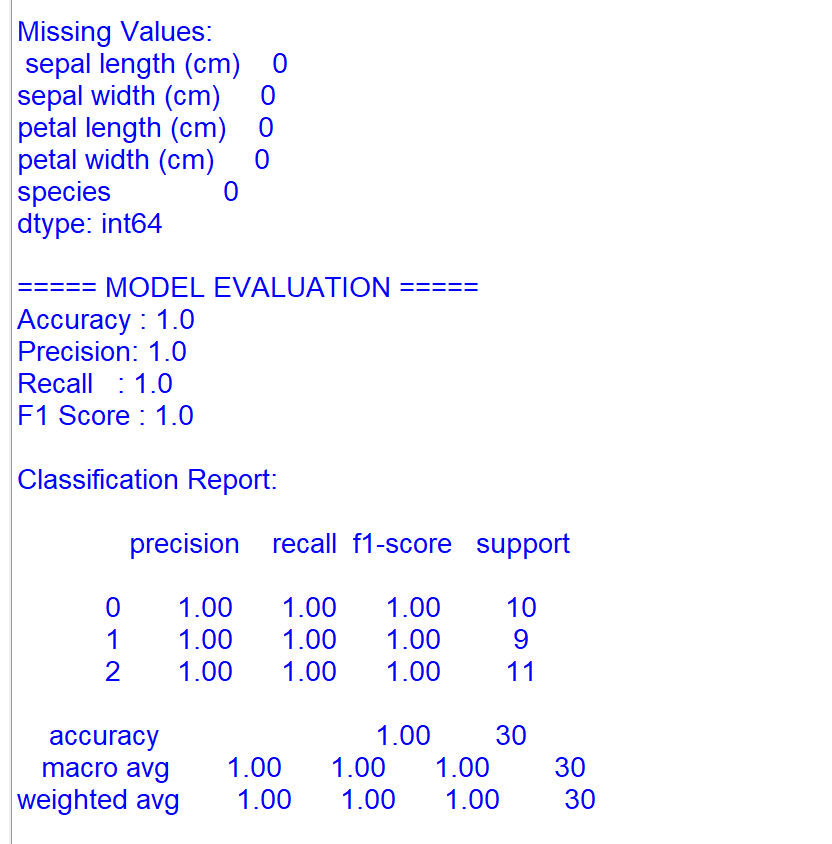 Missing Values:
 sepal length (cm)    0
sepal width (cm)     0
petal length (cm)    0
petal width (cm)     0
species              0
dtype: int64

===== MODEL EVALUATION =====
Accuracy : 1.0
Precision: 1.0
Recall   : 1.0
F1 Score : 1.0

Classification Report:

              precision    recall  f1-score   support

           0       1.00      1.00      1.00        10
           1       1.00      1.00      1.00         9
           2       1.00      1.00      1.00        11

    accuracy                           1.00        30
   macro avg       1.00      1.00      1.00        30
weighted avg       1.00      1.00      1.00        30